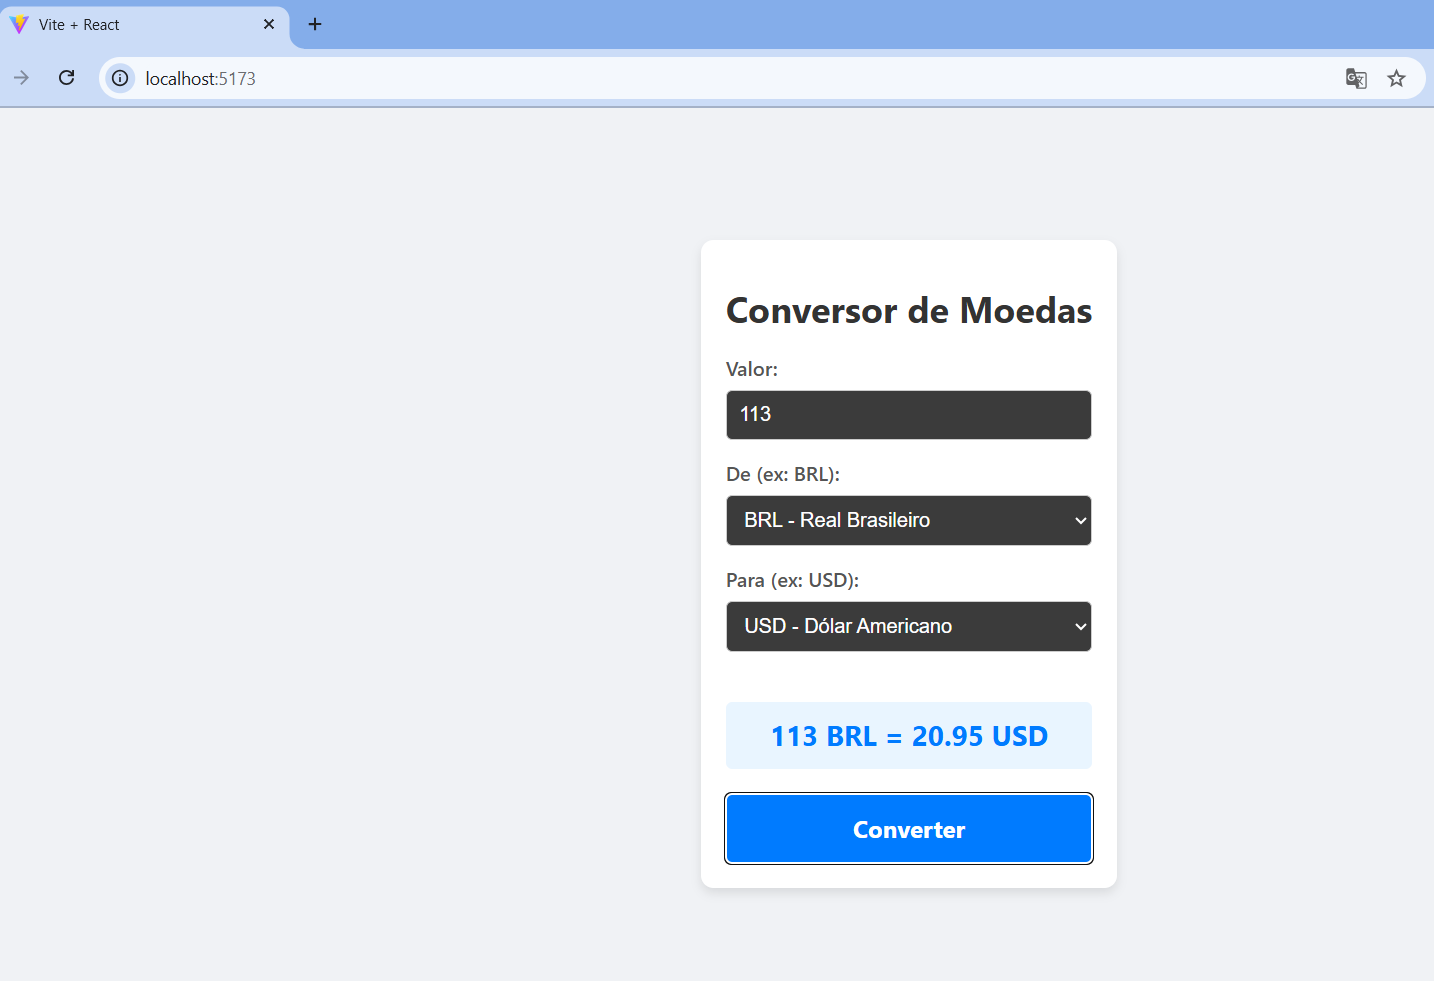 Vite + React
localhost:5173
Conversor de Moedas
Valor:
113
De (ex: BRL):
BRL - Real Brasileiro
Para (ex: USD):
USD - Dólar Americano
113 BRL = 20.95 USD
Converter